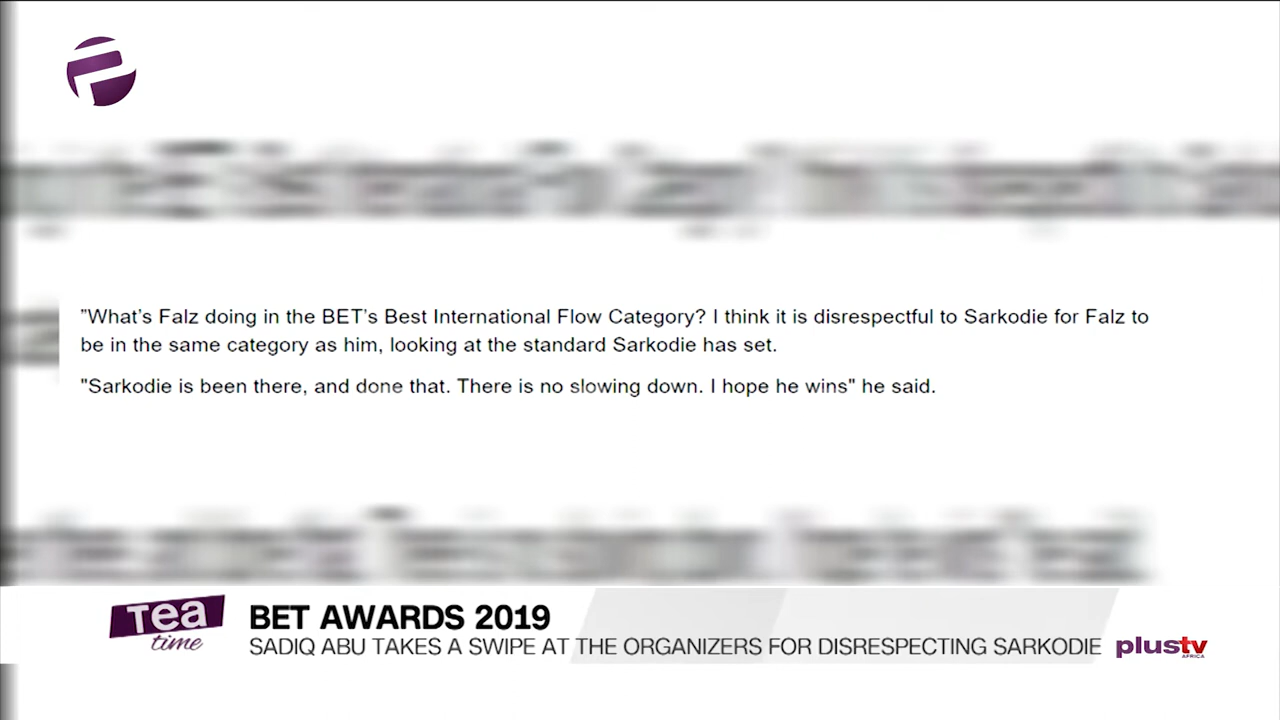 "What's Falz doing in the BET's Best International Flow Category? I think it is disrespectful to Sarkodie for Falz to
be in the same category as him, looking at the standard Sarkodie has set.
"Sarkodie is been there, and done that. There is no slowing down. I hope he wins" he said.
Tea
time
BET AWARDS 2019
SADIQ ABU TAKES A SWIPE AT THE ORGANIZERS FOR DISRESPECTING SARKODIE
plustv
AFRICA